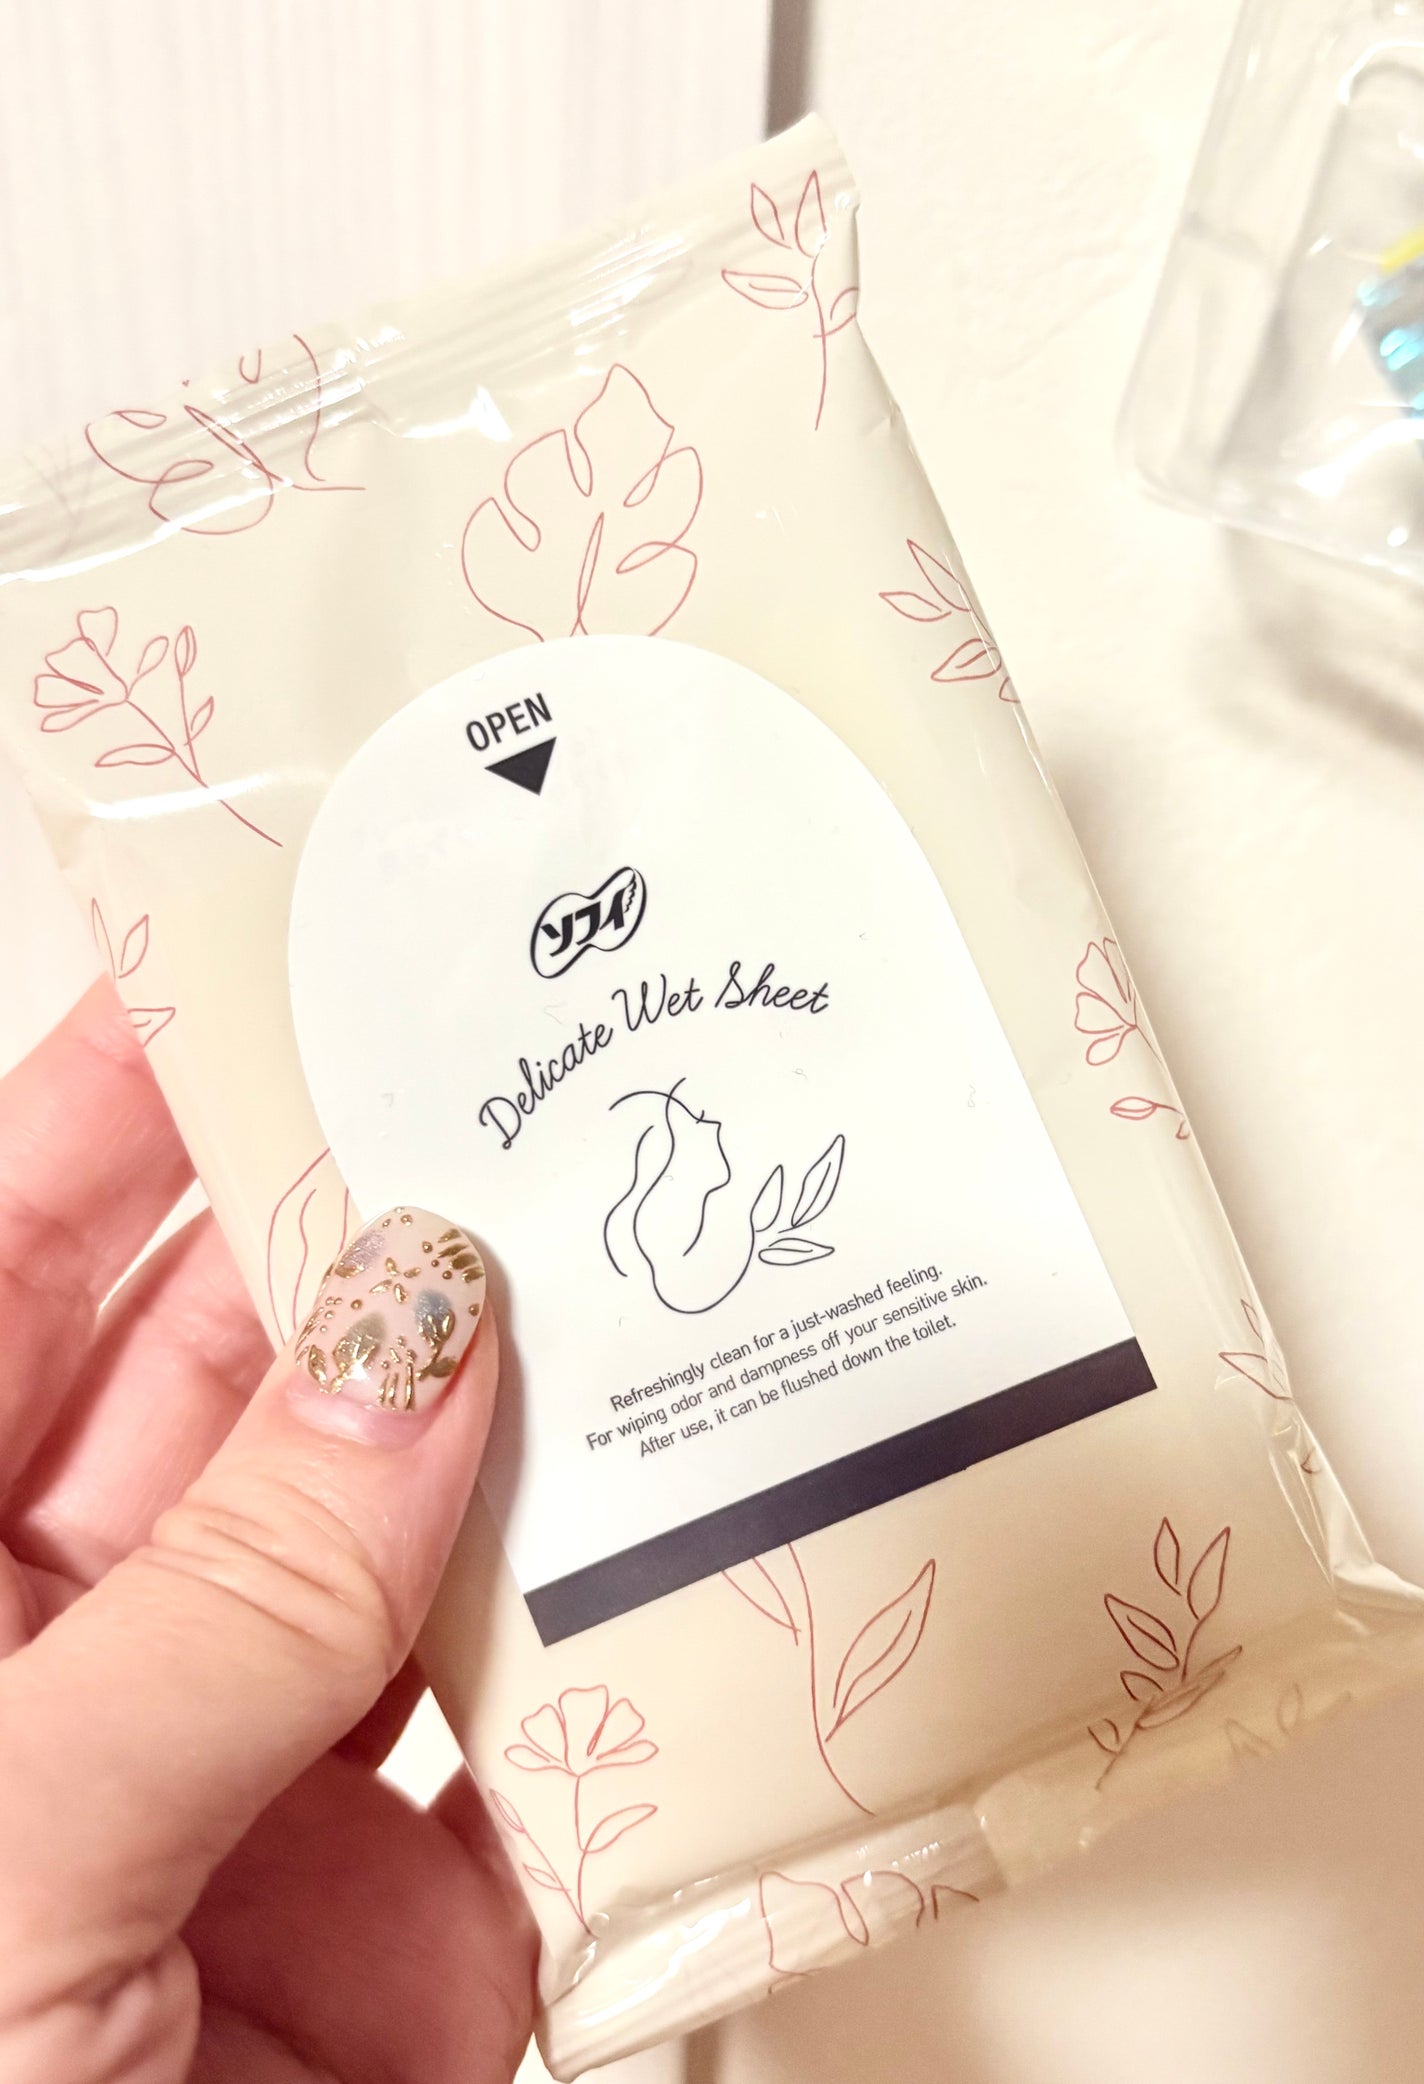 OPEN
ソフィ
Delicate Wet Sheet
Refreshingly clean for a just-washed feeling.
For wiping odor and dampness off your sensitive skin.
After use, it can be flushed down the toilet.